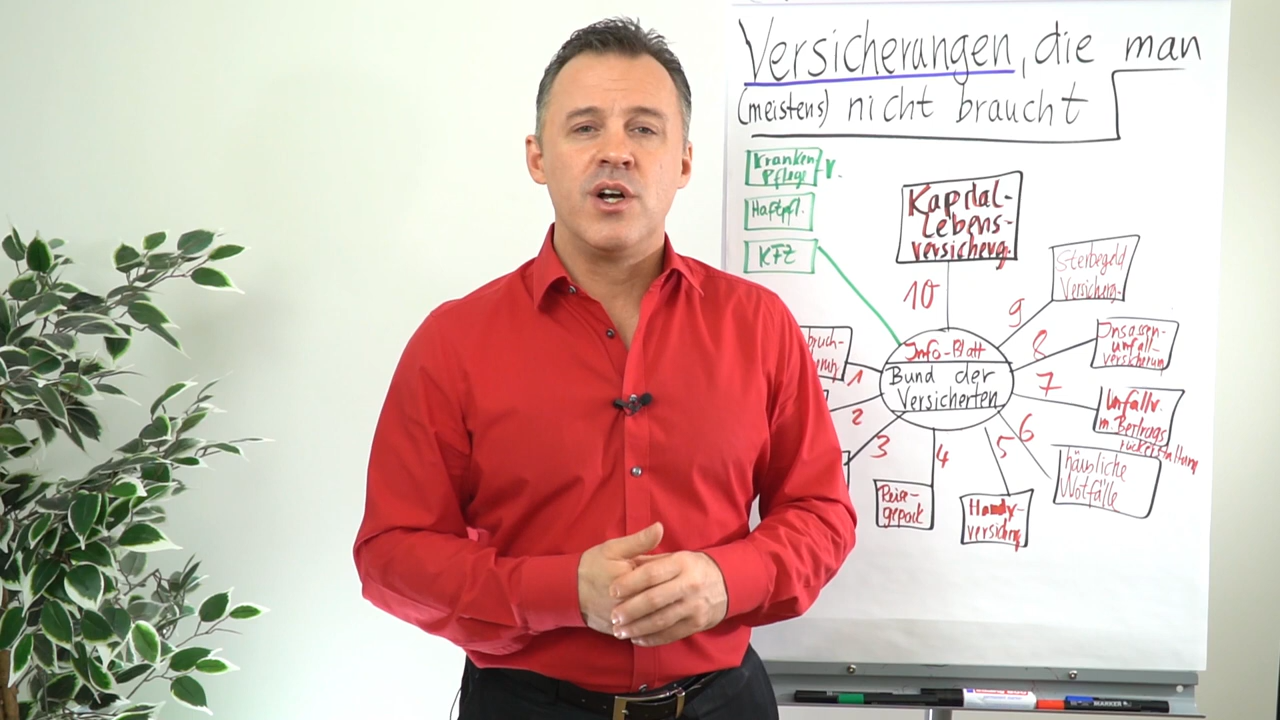 Versicherungen, die man
(meistens) nicht braucht
Kranken
Pflege
V.
Haftpfl.
KFZ
Kapital-
Lebens-
versicherg.
10
Sterbegeld
Versicherg.
9
Insassen-
unfall-
versicherung
8
Info-Blatt
Bund der
Versicherten
1
7
Unfallv.
m. Beitrags
rückerstattung
2
6
häusliche
Notfälle
3
4
5
Reise-
gepäck
Handy-
versicherg
MARKER